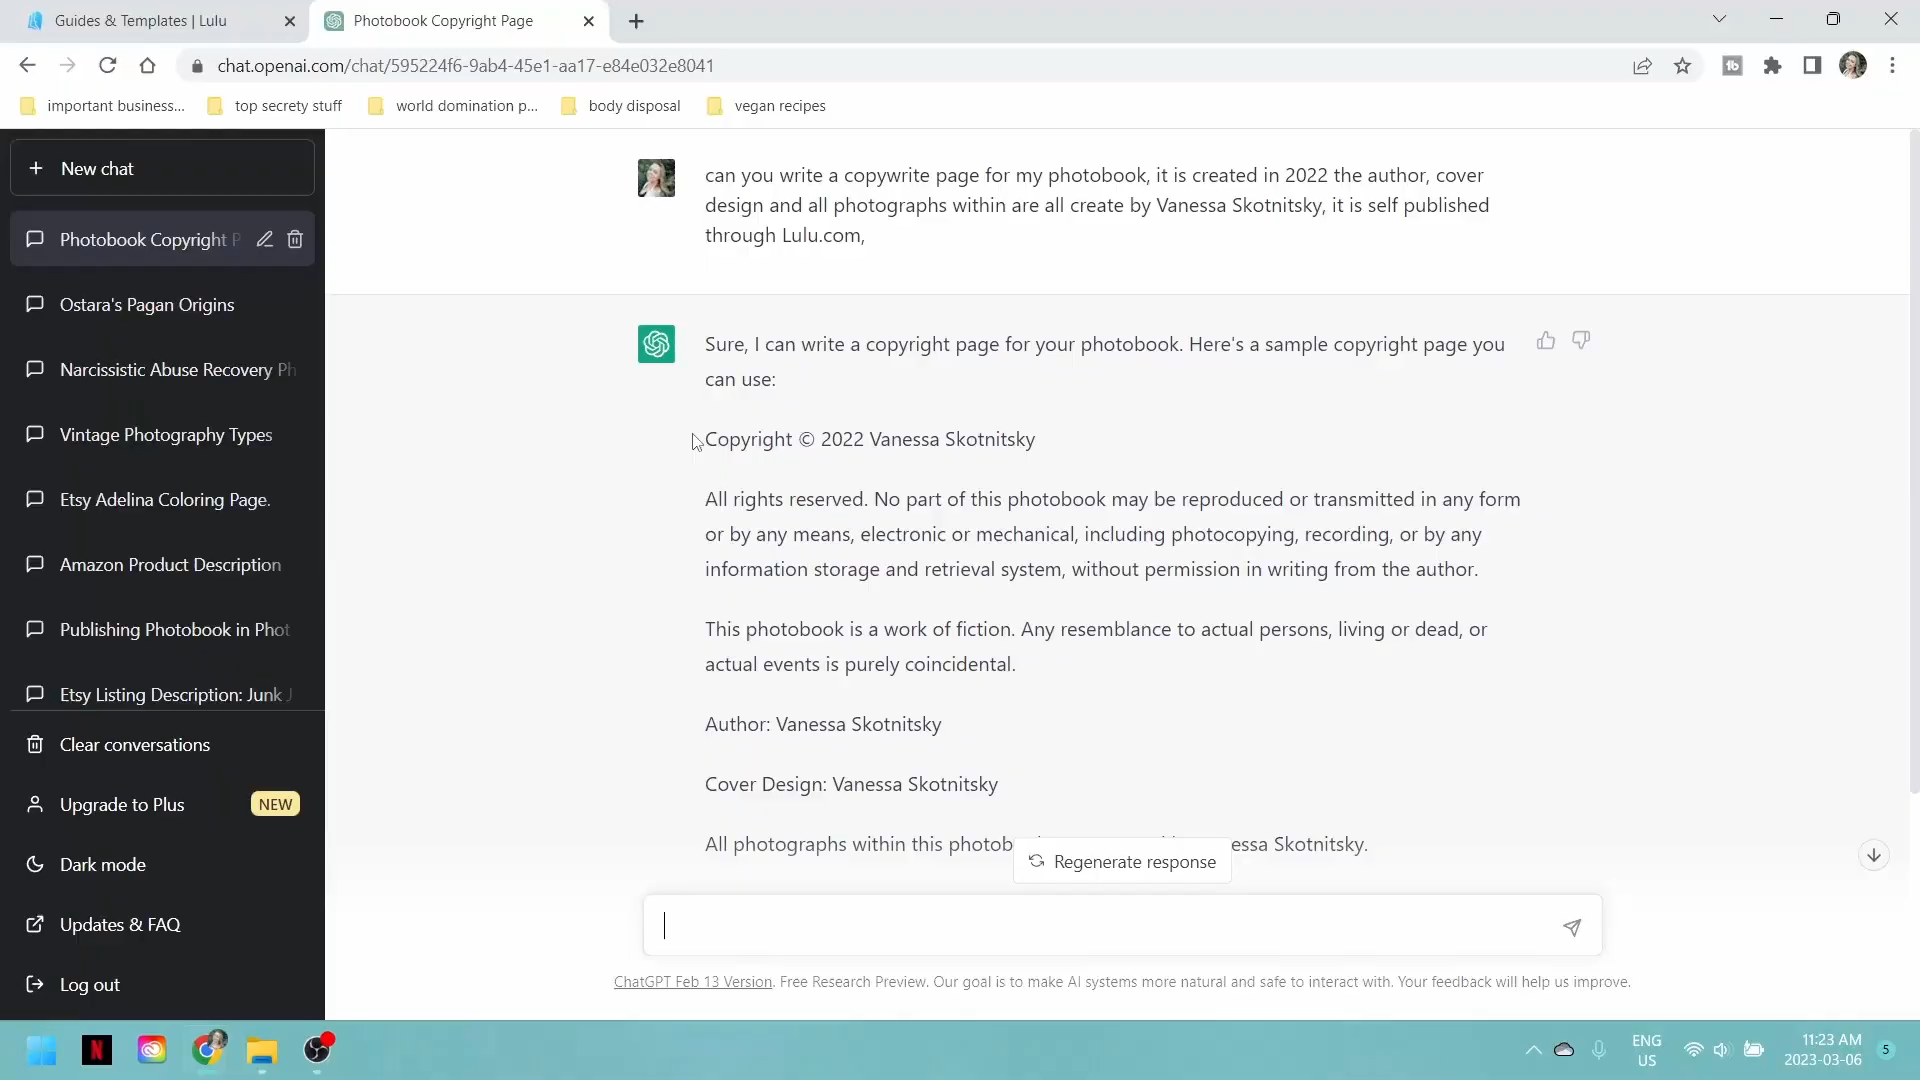 Guides & Templates | Lulu
Photobook Copyright Page
chat.openai.com/chat/595224f6-9ab4-45e1-aa17-e84e032e8041
important business...
top secrety stuff
world domination p...
body disposal
vegan recipes
New chat
Photobook Copyright P
Ostara's Pagan Origins
Narcissistic Abuse Recovery Ph
Vintage Photography Types
Etsy Adelina Coloring Page.
Amazon Product Description
Publishing Photobook in Phot
Etsy Listing Description: Junk J
Clear conversations
Upgrade to Plus
NEW
Dark mode
Updates & FAQ
Log out
can you write a copywrite page for my photobook, it is created in 2022 the author, cover
design and all photographs within are all create by Vanessa Skotnitsky, it is self published
through Lulu.com,
Sure, I can write a copyright page for your photobook. Here's a sample copyright page you
can use:
Copyright © 2022 Vanessa Skotnitsky
All rights reserved. No part of this photobook may be reproduced or transmitted in any form
or by any means, electronic or mechanical, including photocopying, recording, or by any
information storage and retrieval system, without permission in writing from the author.
This photobook is a work of fiction. Any resemblance to actual persons, living or dead, or
actual events is purely coincidental.
Author: Vanessa Skotnitsky
Cover Design: Vanessa Skotnitsky
All photographs within this photob essa Skotnitsky.
Regenerate response
ChatGPT Feb 13 Version. Free Research Preview. Our goal is to make AI systems more natural and safe to interact with. Your feedback will help us improve.
N
ENG
US
11:23 AM
2023-03-06
5